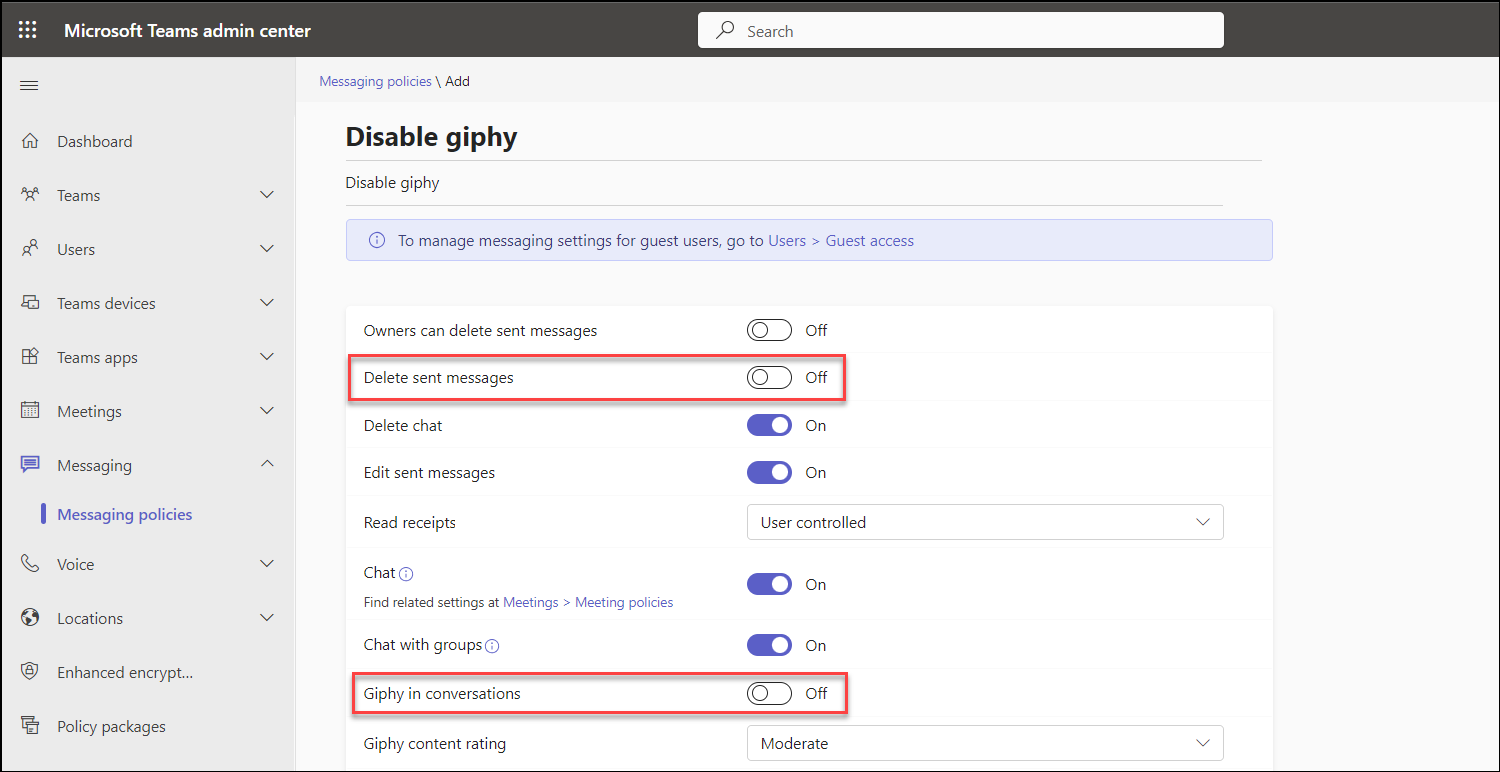 Microsoft Teams admin center
Search
Messaging policies \ Add
Dashboard
Teams
Users
Teams devices
Teams apps
Meetings
Messaging
Messaging policies
Voice
Locations
Enhanced encrypt...
Policy packages
Disable giphy
Disable giphy
To manage messaging settings for guest users, go to Users > Guest access
Owners can delete sent messages Off
Delete sent messages Off
Delete chat On
Edit sent messages On
Read receipts User controlled
Chat On
Find related settings at Meetings > Meeting policies
Chat with groups On
Giphy in conversations Off
Giphy content rating Moderate